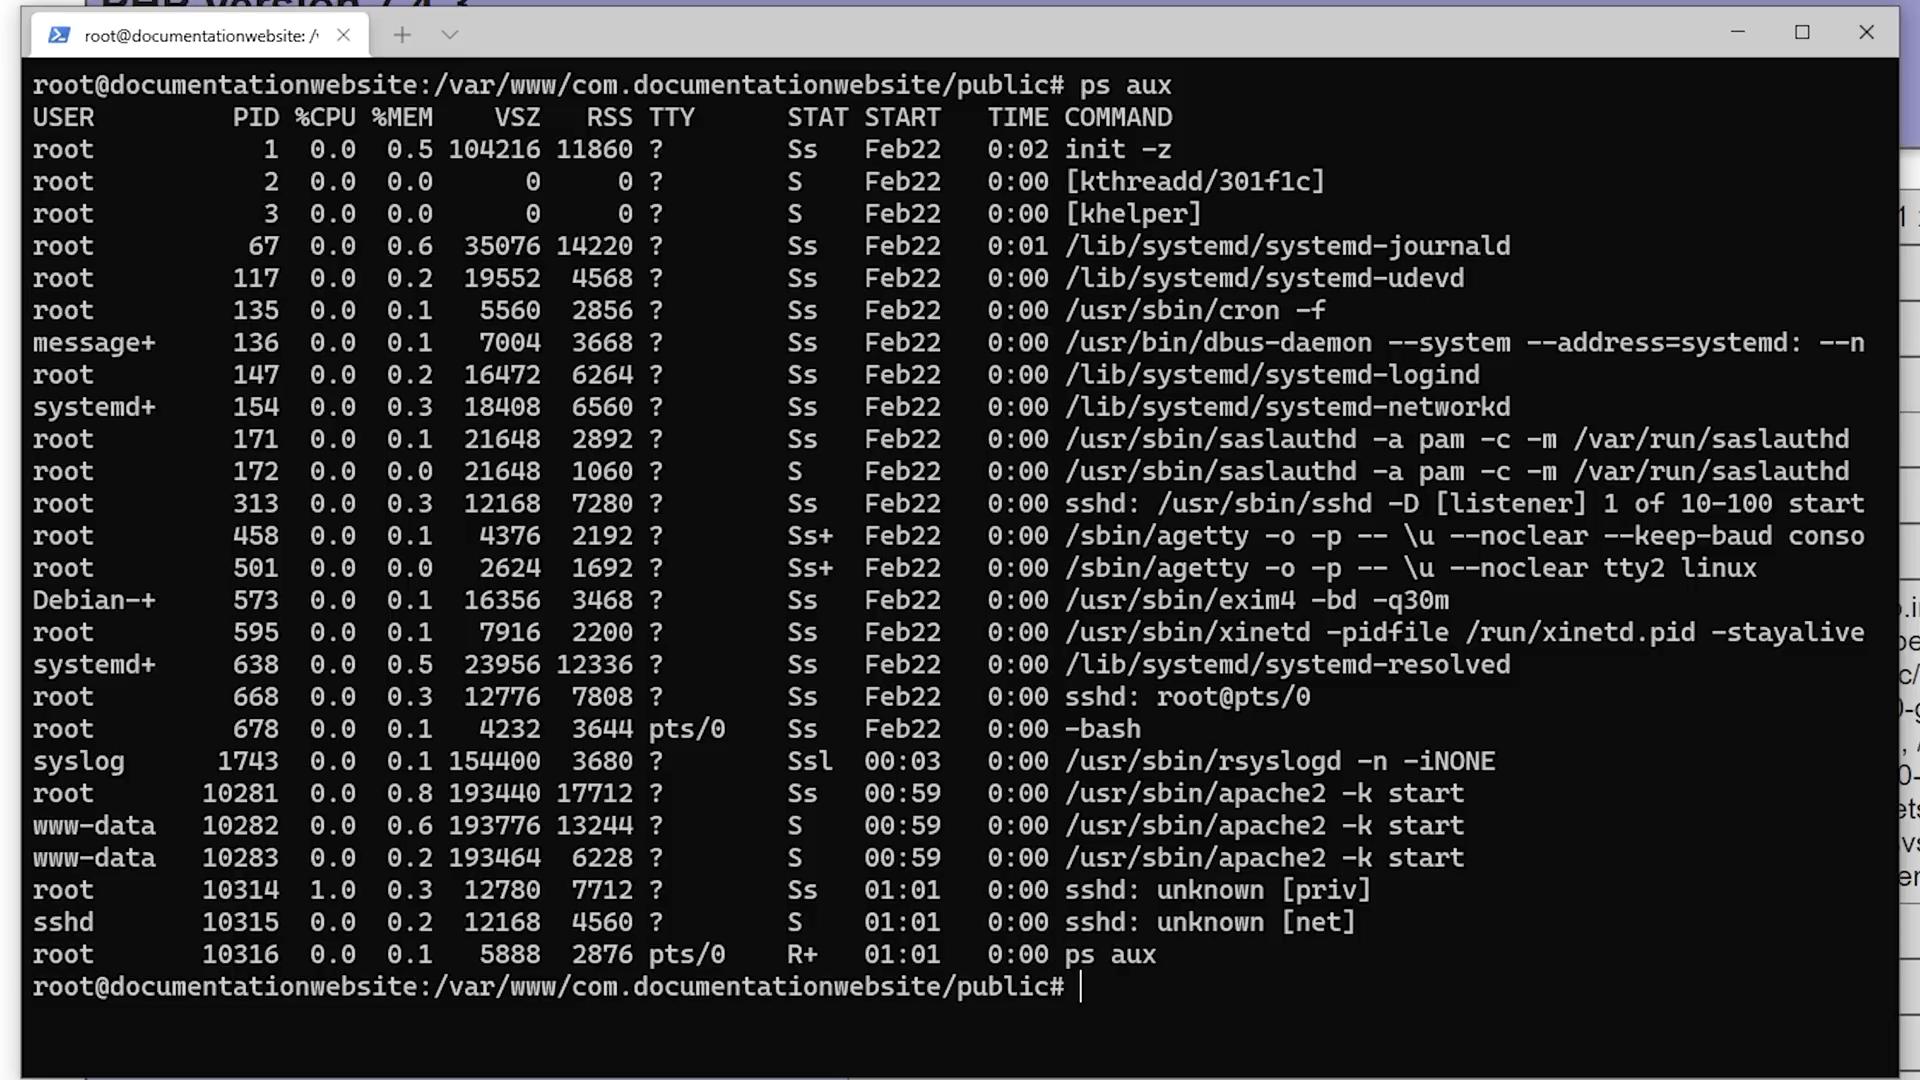 root@documentationwebsite: /
root@documentationwebsite:/var/www/com.documentationwebsite/public# ps aux
USER PID %CPU %MEM VSZ RSS TTY STAT START TIME COMMAND
root 1 0.0 0.5 104216 11860 ? Ss Feb22 0:02 init -z
root 2 0.0 0.0 0 0 ? S Feb22 0:00 [kthreadd/301f1c]
root 3 0.0 0.0 0 0 ? S Feb22 0:00 [khelper]
root 67 0.0 0.6 35076 14220 ? Ss Feb22 0:01 /lib/systemd/systemd-journald
root 117 0.0 0.2 19552 4568 ? Ss Feb22 0:00 /lib/systemd/systemd-udevd
root 135 0.0 0.1 5560 2856 ? Ss Feb22 0:00 /usr/sbin/cron -f
message+ 136 0.0 0.1 7004 3668 ? Ss Feb22 0:00 /usr/bin/dbus-daemon --system --address=systemd: --n
root 147 0.0 0.2 16472 6264 ? Ss Feb22 0:00 /lib/systemd/systemd-logind
systemd+ 154 0.0 0.3 18408 6560 ? Ss Feb22 0:00 /lib/systemd/systemd-networkd
root 171 0.0 0.1 21648 2892 ? Ss Feb22 0:00 /usr/sbin/saslauthd -a pam -c -m /var/run/saslauthd
root 172 0.0 0.0 21648 1060 ? S Feb22 0:00 /usr/sbin/saslauthd -a pam -c -m /var/run/saslauthd
root 313 0.0 0.3 12168 7280 ? Ss Feb22 0:00 sshd: /usr/sbin/sshd -D [listener] 1 of 10-100 start
root 458 0.0 0.1 4376 2192 ? Ss+ Feb22 0:00 /sbin/agetty -o -p -- \u --noclear --keep-baud conso
root 501 0.0 0.0 2624 1692 ? Ss+ Feb22 0:00 /sbin/agetty -o -p -- \u --noclear tty2 linux
Debian-+ 573 0.0 0.1 16356 3468 ? Ss Feb22 0:00 /usr/sbin/exim4 -bd -q30m
root 595 0.0 0.1 7916 2200 ? Ss Feb22 0:00 /usr/sbin/xinetd -pidfile /run/xinetd.pid -stayalive
systemd+ 638 0.0 0.5 23956 12336 ? Ss Feb22 0:00 /lib/systemd/systemd-resolved
root 668 0.0 0.3 12776 7808 ? Ss Feb22 0:00 sshd: root@pts/0
root 678 0.0 0.1 4232 3644 pts/0 Ss Feb22 0:00 -bash
syslog 1743 0.0 0.1 154400 3680 ? Ssl 00:03 0:00 /usr/sbin/rsyslogd -n -iNONE
root 10281 0.0 0.8 193440 17712 ? Ss 00:59 0:00 /usr/sbin/apache2 -k start
www-data 10282 0.0 0.6 193776 13244 ? S 00:59 0:00 /usr/sbin/apache2 -k start
www-data 10283 0.0 0.2 193464 6228 ? S 00:59 0:00 /usr/sbin/apache2 -k start
root 10314 1.0 0.3 12780 7712 ? Ss 01:01 0:00 sshd: unknown [priv]
sshd 10315 0.0 0.2 12168 4560 ? S 01:01 0:00 sshd: unknown [net]
root 10316 0.0 0.1 5888 2876 pts/0 R+ 01:01 0:00 ps aux
root@documentationwebsite:/var/www/com.documentationwebsite/public#